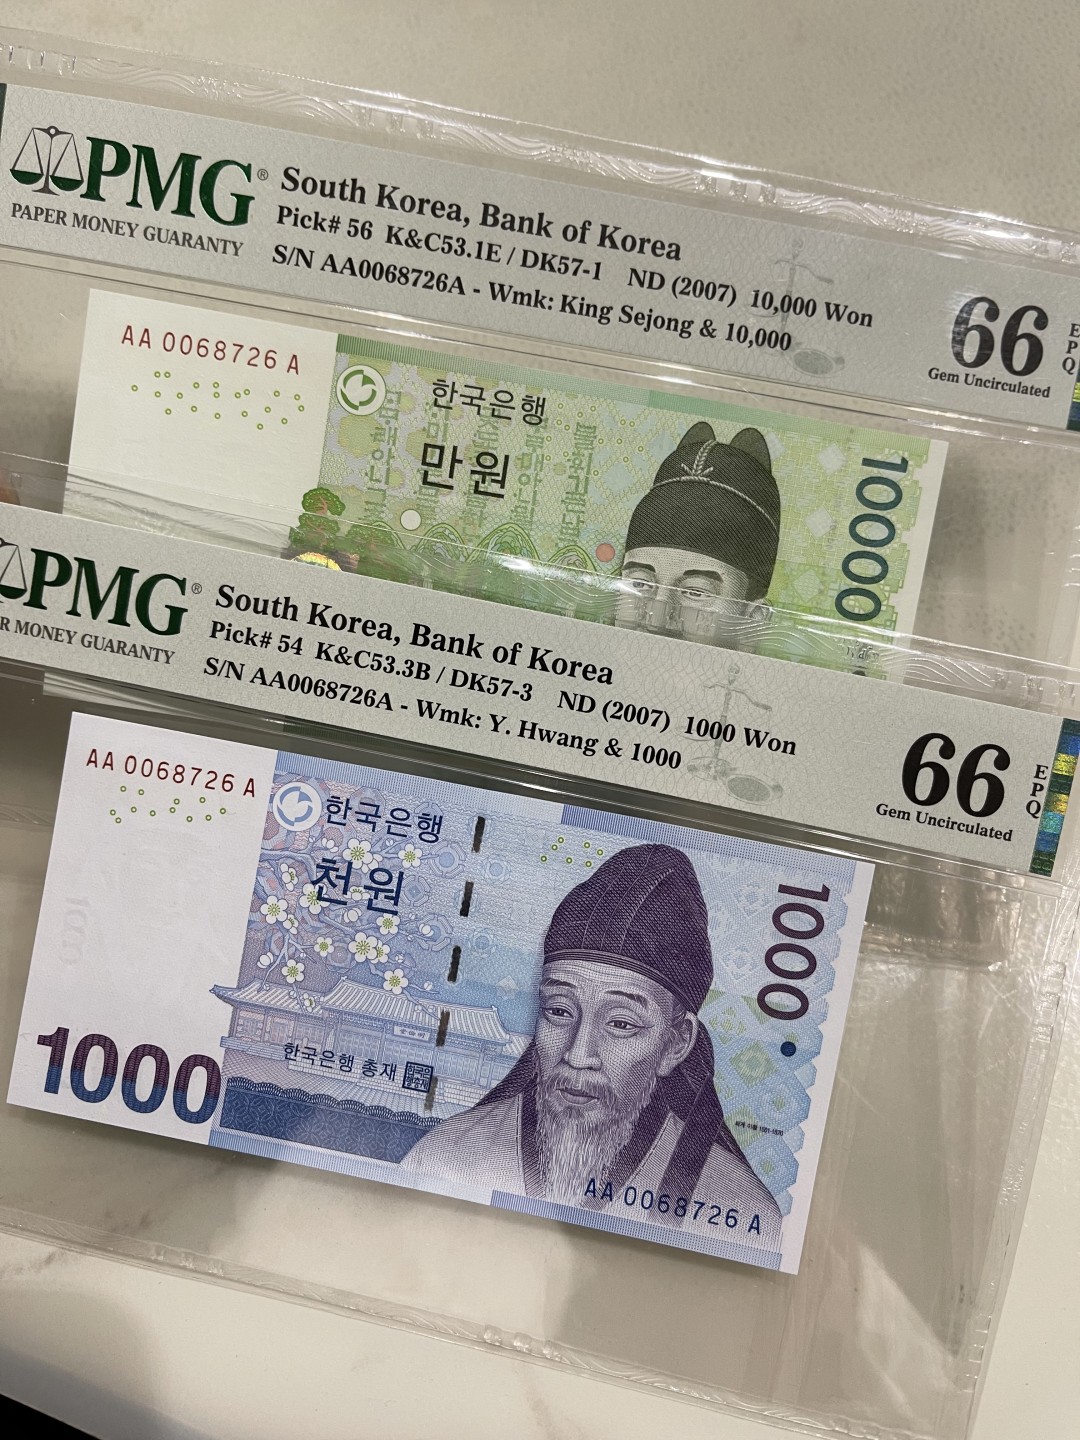 PMG®
PAPER MONEY GUARANTY
South Korea, Bank of Korea
Pick# 56 K&C53.1E / DK57-1 ND (2007) 10,000 Won
S/N AA0068726A - Wmk: King Sejong & 10,000
66
Gem Uncirculated
EPQ
AA 0068726 A
한국은행
만원
10000
PMG®
R MONEY GUARANTY
South Korea, Bank of Korea
Pick# 54 K&C53.3B / DK57-3 ND (2007) 1000 Won
S/N AA0068726A - Wmk: Y. Hwang & 1000
66
Gem Uncirculated
EPQ
AA 0068726 A
한국은행
천원
1000
한국은행 총재
1000
AA 0068726 A